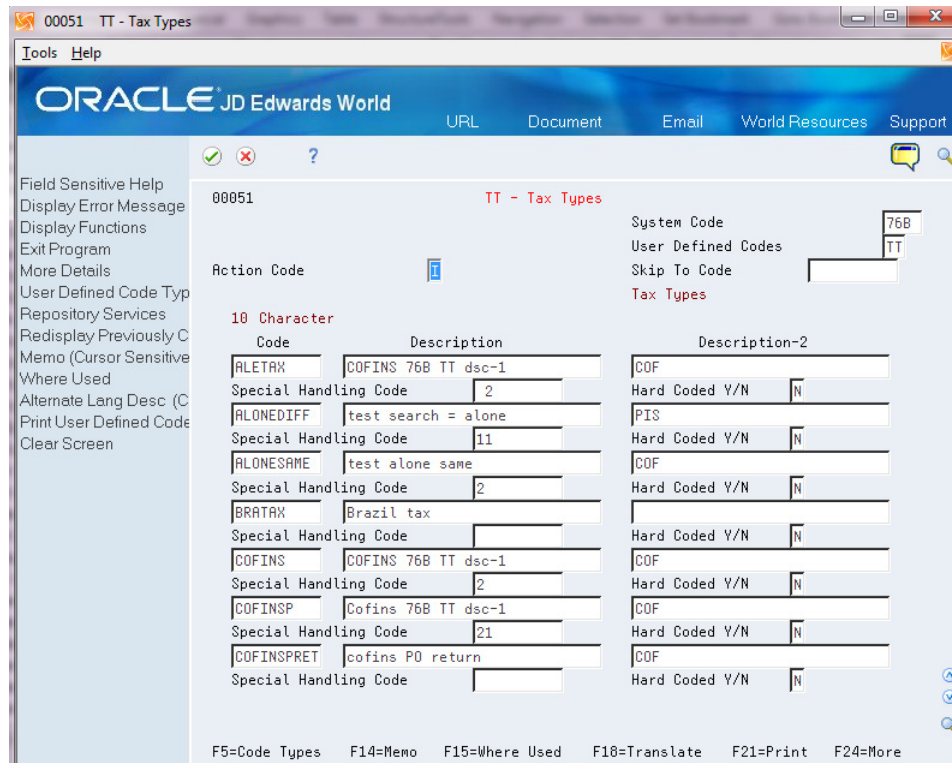 00051 TT - Tax Types
Tools Help
ORACLE JD Edwards World
URL Document Email World Resources Support
?
Field Sensitive Help
Display Error Message
Display Functions
Exit Program
More Details
User Defined Code Typ
Repository Services
Redisplay Previously C
Memo (Cursor Sensitive
Where Used
Alternate Lang Desc (C
Print User Defined Code
Clear Screen
00051 TT - Tax Types
System Code 76B
User Defined Codes TT
Action Code I Skip To Code
Tax Types
10 Character
Code Description Description-2
ALETAX COFINS 76B TT dsc-1 COF
Special Handling Code 2 Hard Coded Y/N N
ALONEDIFF test search = alone PIS
Special Handling Code 11 Hard Coded Y/N N
ALONESAME test alone same COF
Special Handling Code 2 Hard Coded Y/N N
BRATAX Brazil tax
Special Handling Code Hard Coded Y/N N
COFINS COFINS 76B TT dsc-1 COF
Special Handling Code 2 Hard Coded Y/N N
COFINSP Cofins 76B TT dsc-1 COF
Special Handling Code 21 Hard Coded Y/N N
COFINSPRET cofins PO return COF
Special Handling Code Hard Coded Y/N N
F5=Code Types F14=Memo F15=Where Used F18=Translate F21=Print F24=More